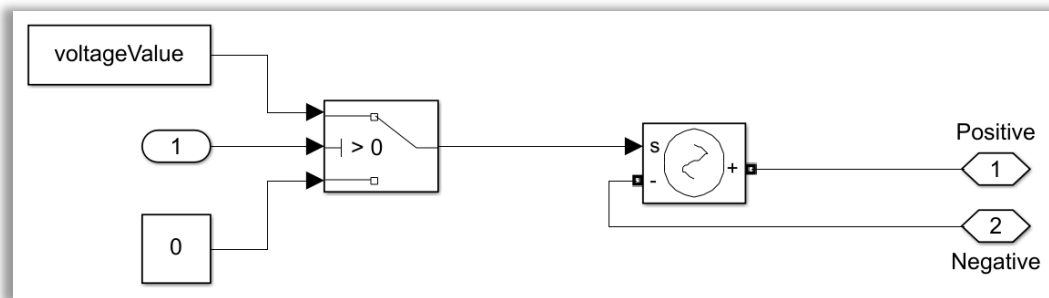 voltageValue
1
> 0
0
s
-
+
Positive
1
2
Negative